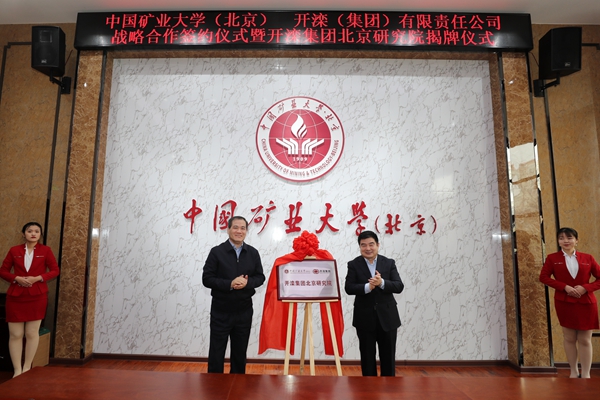 中国矿业大学（北京） 开滦（集团）有限责任公司
战略合作签约仪式暨开滦集团北京研究院揭牌仪式
中国矿业大学·北京
CHINA UNIVERSITY OF MINING & TECHNOLOGY·BEIJING
1909
中国矿业大学(北京)
开滦集团北京研究院